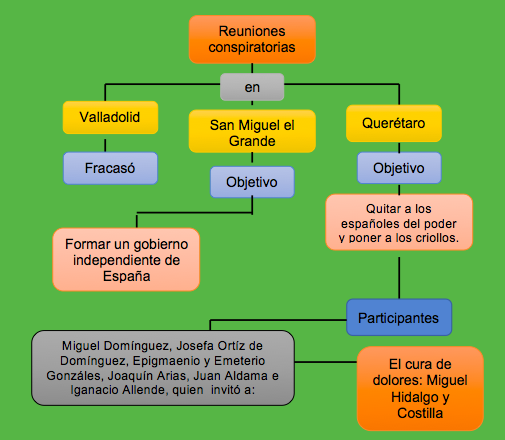 Reuniones
conspiratorias
en
Valladolid
San Miguel el
Grande
Querétaro
Fracasó
Objetivo
Objetivo
Quitar a los
españoles del poder
y poner a los criollos.
Formar un gobierno
independiente de
España
Participantes
Miguel Domínguez, Josefa Ortíz de
Domínguez, Epigmaenio y Emeterio
Gonzáles, Joaquín Arias, Juan Aldama e
Iganacio Allende, quien invitó a:
El cura de
dolores: Miguel
Hidalgo y
Costilla